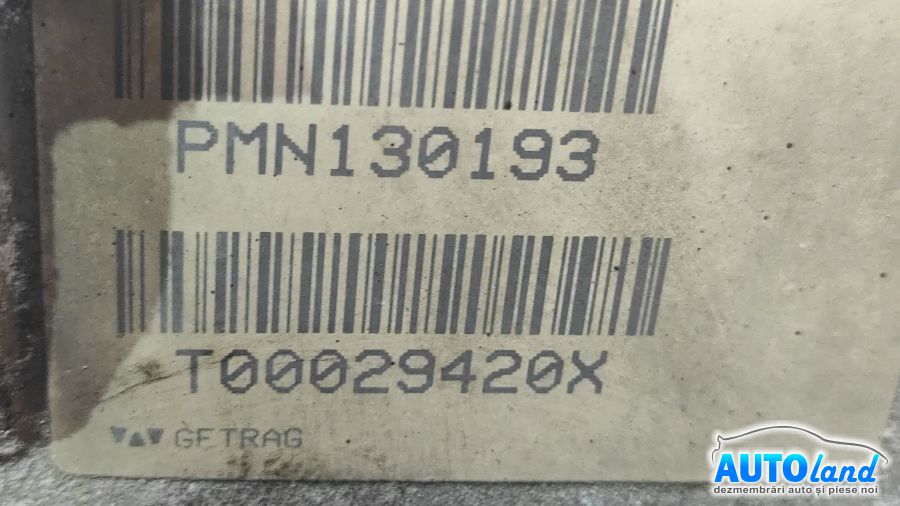 PMN130193
T00029420X
GETRAG
AUTOland
dezmembrări auto și piese noi